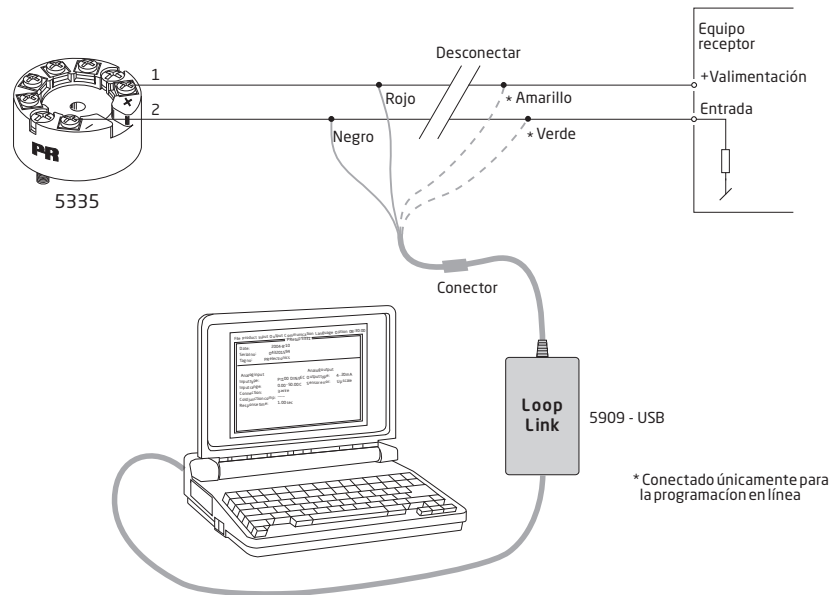 Equipo
receptor
+Valimentación
Entrada
Desconectar
1
Rojo
* Amarillo
2
Negro
* Verde
PR
5335
Conector
Loop
Link
5909 - USB
* Conectado únicamente para
la programacíon en línea